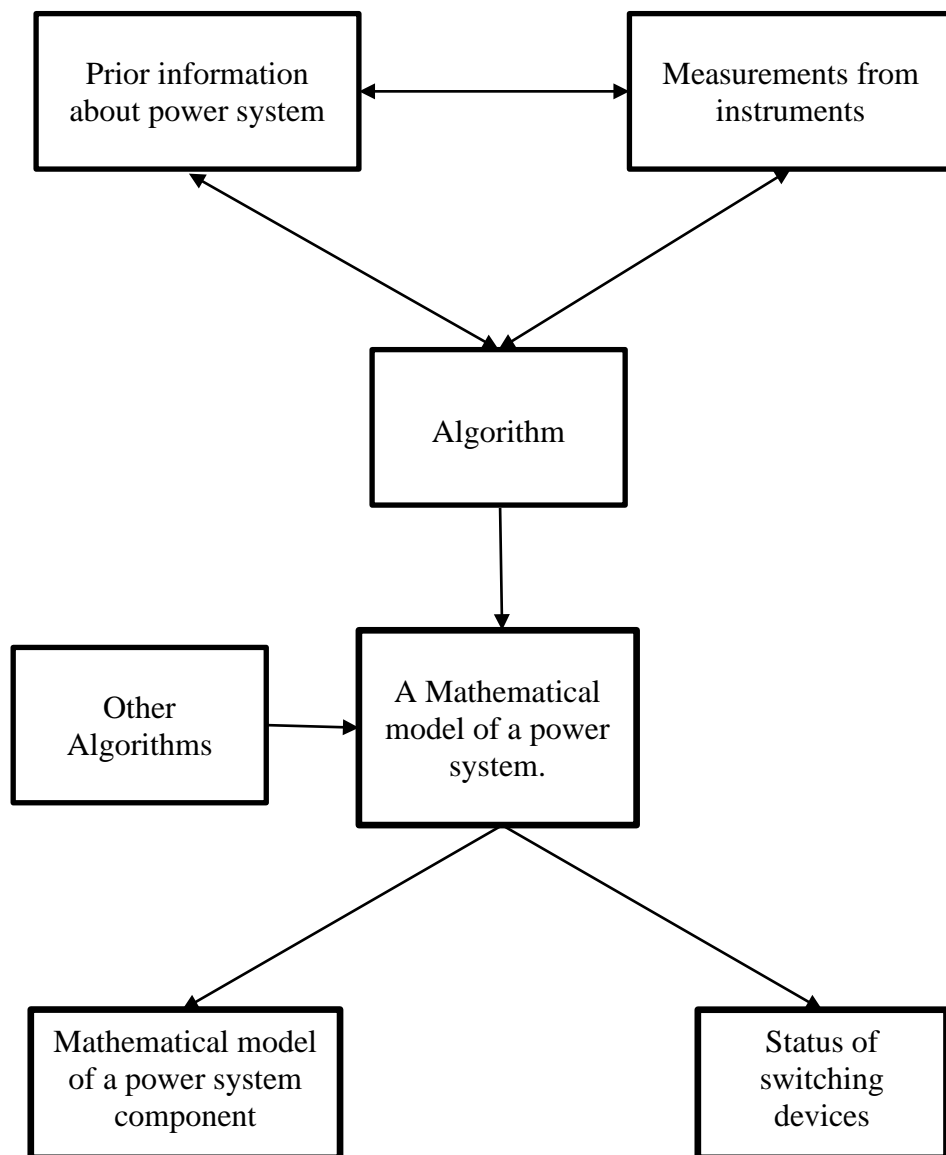 Prior information
about power system
Measurements from
instruments
Algorithm
Other
Algorithms
A Mathematical
model of a power
system.
Mathematical model
of a power system
component
Status of
switching
devices